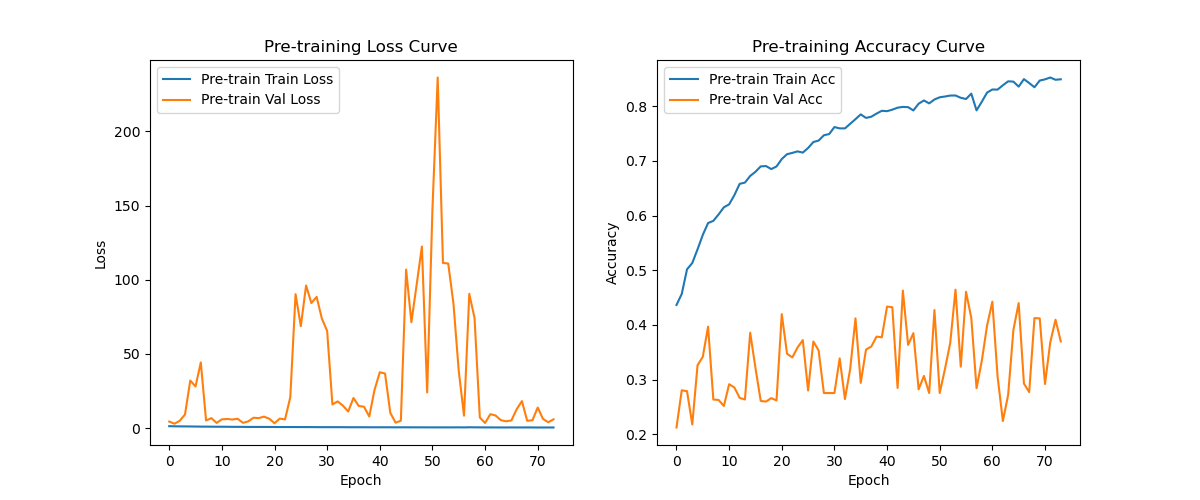 Pre-training Loss Curve
Pre-train Train Loss
Pre-train Val Loss
200
150
100
50
0
Loss
0 10 20 30 40 50 60 70
Epoch
Pre-training Accuracy Curve
Pre-train Train Acc
Pre-train Val Acc
0.8
0.7
0.6
0.5
0.4
0.3
0.2
Accuracy
0 10 20 30 40 50 60 70
Epoch